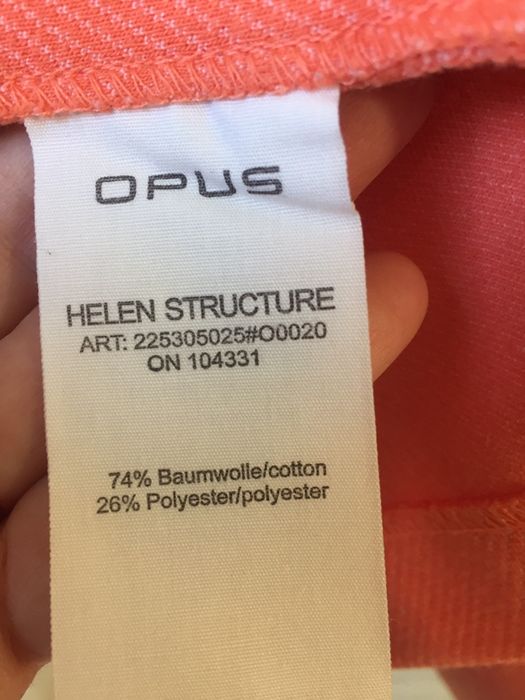 OPUS
HELEN STRUCTURE
ART: 225305025#O0020
ON 104331
74% Baumwolle/cotton
26% Polyester/polyester